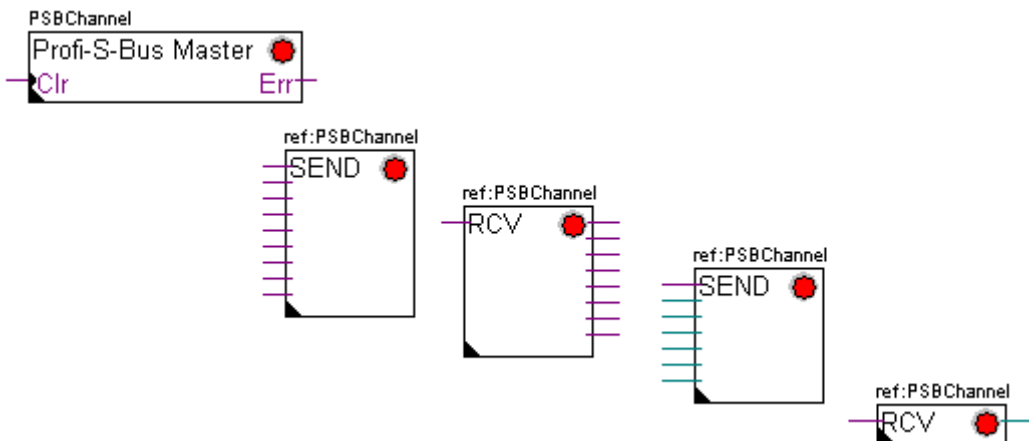 PSBChannel
Profi-S-Bus Master
Clr Err
ref:PSBChannel
SEND
ref:PSBChannel
RCV
ref:PSBChannel
SEND
ref:PSBChannel
RCV